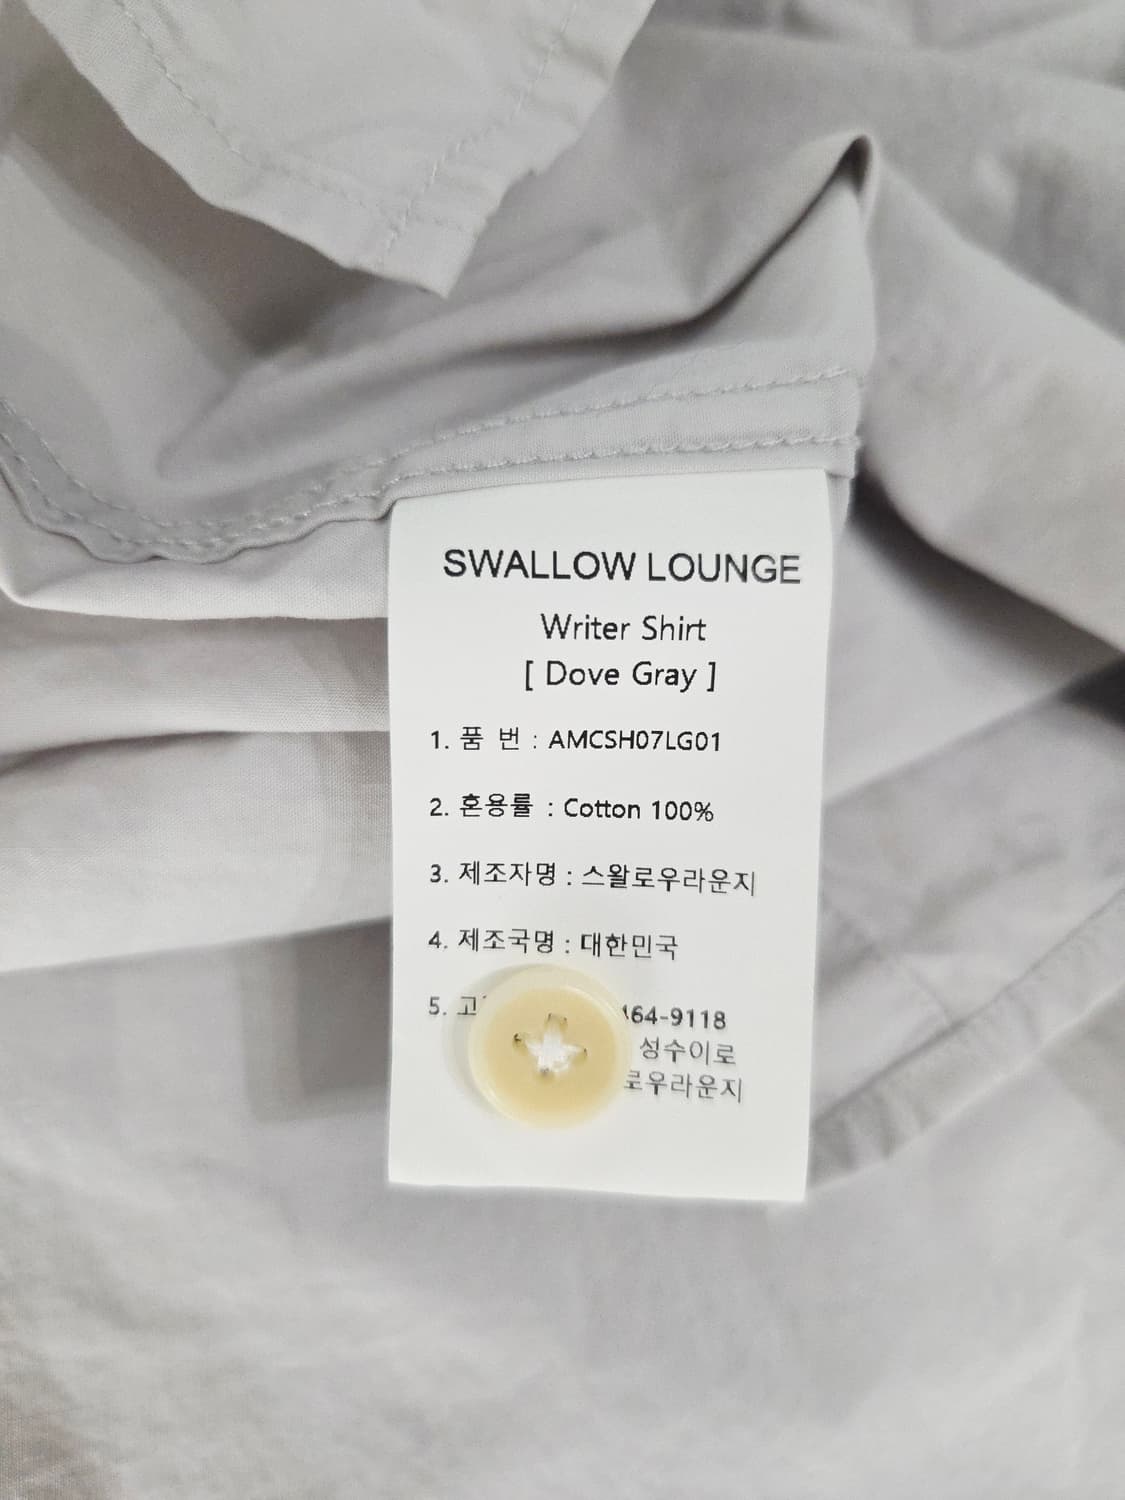 SWALLOW LOUNGE
Writer Shirt
[ Dove Gray ]
1. 품 번 : AMCSH07LG01
2. 혼용률 : Cotton 100%
3. 제조자명 : 스왈로우라운지
4. 제조국명 : 대한민국
5. 고 464-9118
성수이로
로우라운지